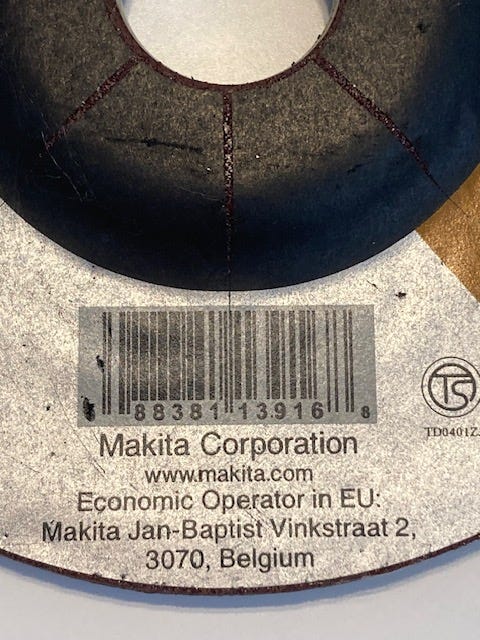 88381 13916 8
TS
TD0401Z
Makita Corporation
www.makita.com
Economic Operator in EU:
Makita Jan-Baptist Vinkstraat 2,
3070, Belgium